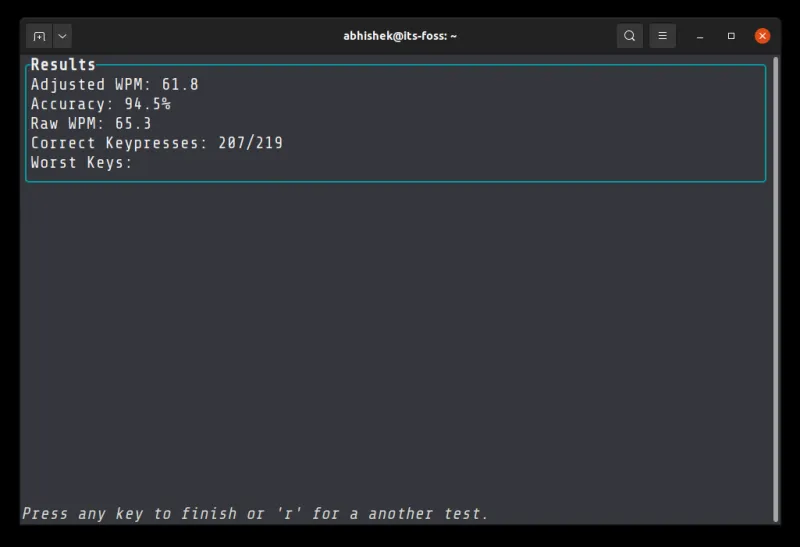 abhishek@its-foss: ~
Results
Adjusted WPM: 61.8
Accuracy: 94.5%
Raw WPM: 65.3
Correct Keypresses: 207/219
Worst Keys:
Press any key to finish or 'r' for a another test.